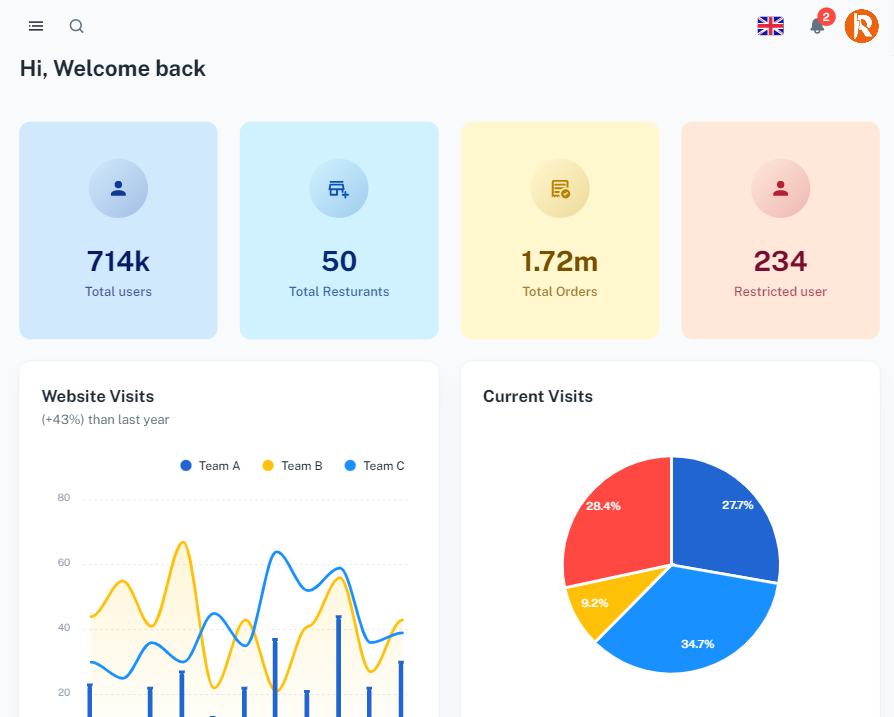 2
Hi, Welcome back
714k
Total users
50
Total Resturants
1.72m
Total Orders
234
Restricted user
Website Visits
(+43%) than last year
Team A
Team B
Team C
80
60
40
20
Current Visits
28.4%
27.7%
9.2%
34.7%